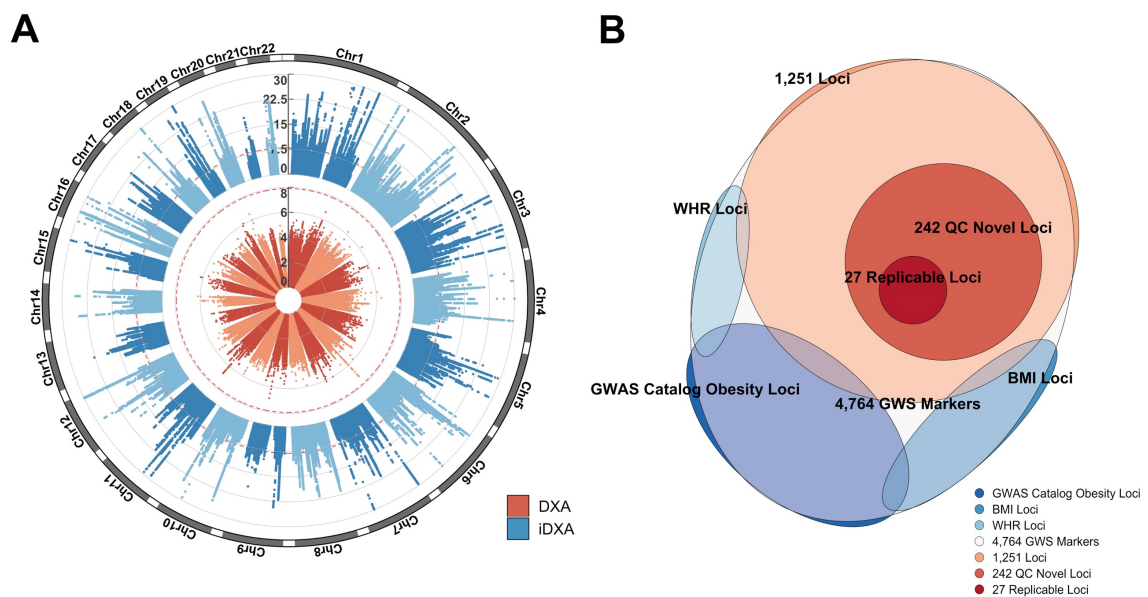 A
Chr1
Chr2
Chr3
Chr4
Chr5
Chr6
Chr7
Chr8
Chr9
Chr10
Chr11
Chr12
Chr13
Chr14
Chr15
Chr16
Chr17
Chr18
Chr19
Chr20
Chr21
Chr22
30
22.5
15
7.5
0
8
6
4
2
0
DXA
iDXA
B
1,251 Loci
WHR Loci
242 QC Novel Loci
27 Replicable Loci
BMI Loci
GWAS Catalog Obesity Loci
4,764 GWS Markers
GWAS Catalog Obesity Loci
BMI Loci
WHR Loci
4,764 GWS Markers
1,251 Loci
242 QC Novel Loci
27 Replicable Loci